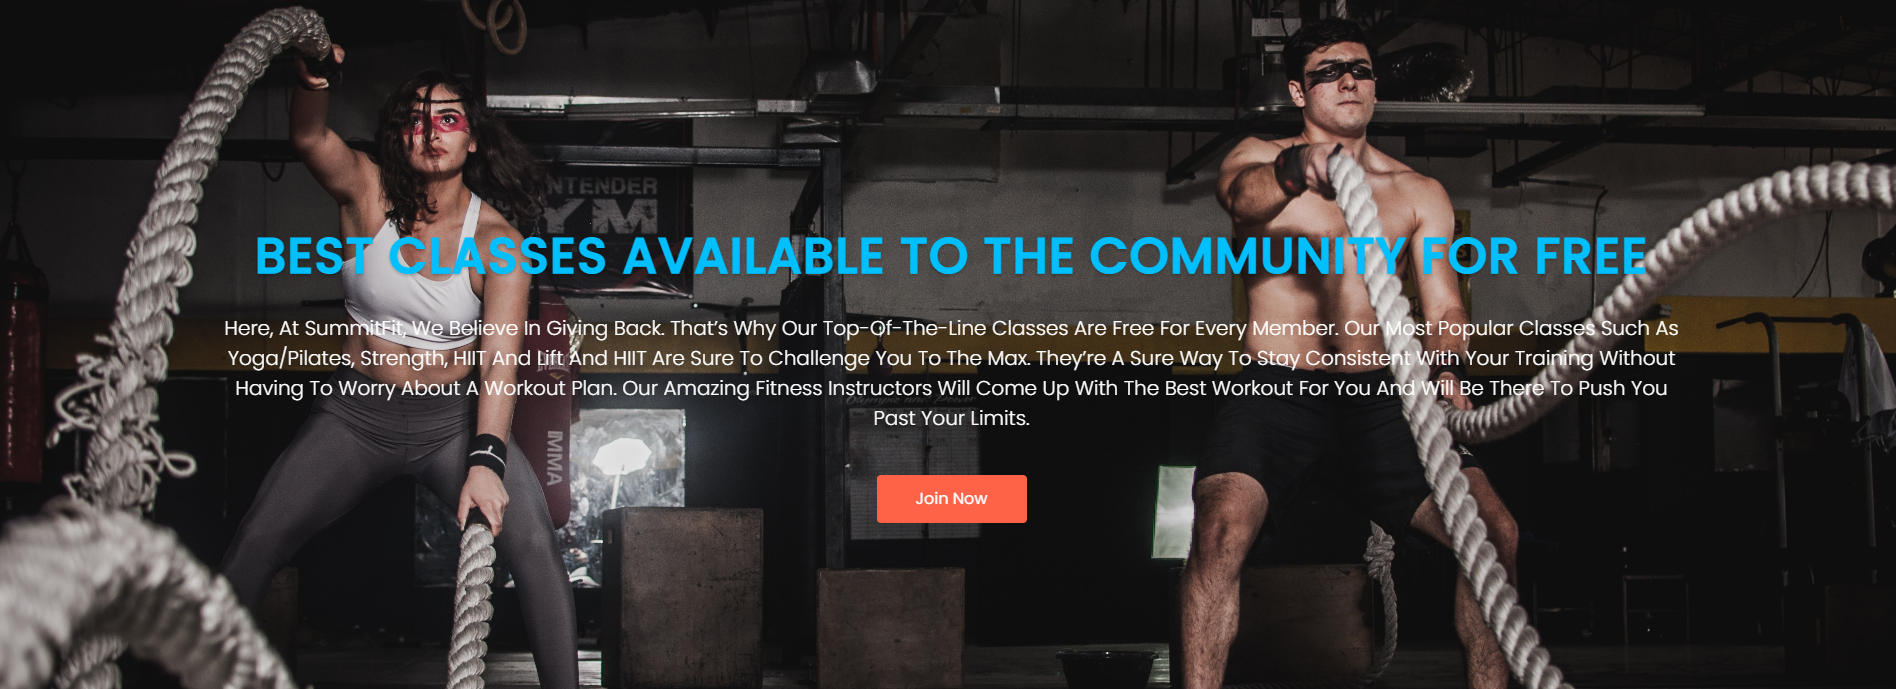 NTENDER
YM
BEST CLASSES AVAILABLE TO THE COMMUNITY FOR FREE
Here, At SummitFit, We Believe In Giving Back. That's Why Our Top-Of-The-Line Classes Are Free For Every Member. Our Most Popular Classes Such As
Yoga/Pilates, Strength, HIIT And Lift And HIIT Are Sure To Challenge You To The Max. They're A Sure Way To Stay Consistent With Your Training Without
Having To Worry About A Workout Plan. Our Amazing Fitness Instructors Will Come Up With The Best Workout For You And Will Be There To Push You
Past Your Limits.
MMA
Join Now